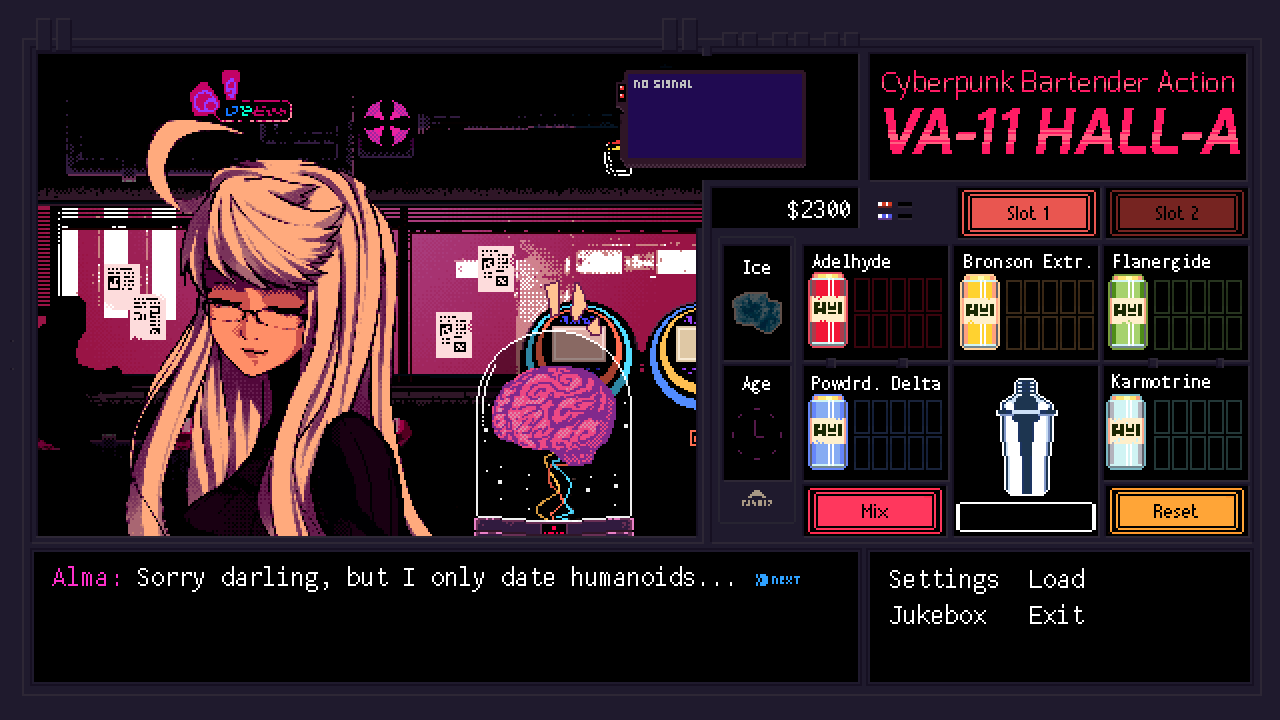 NO SIGNAL
Cyberpunk Bartender Action
VA-11 HALL-A
$2300
Slot 1
Slot 2
Ice
Adelhyde
Bronson Extr.
Flanergide
Age
Powdrd. Delta
Karmotrine
Mix
Reset
Alma: Sorry darling, but I only date humanoids... NEXT
Settings Load
Jukebox Exit